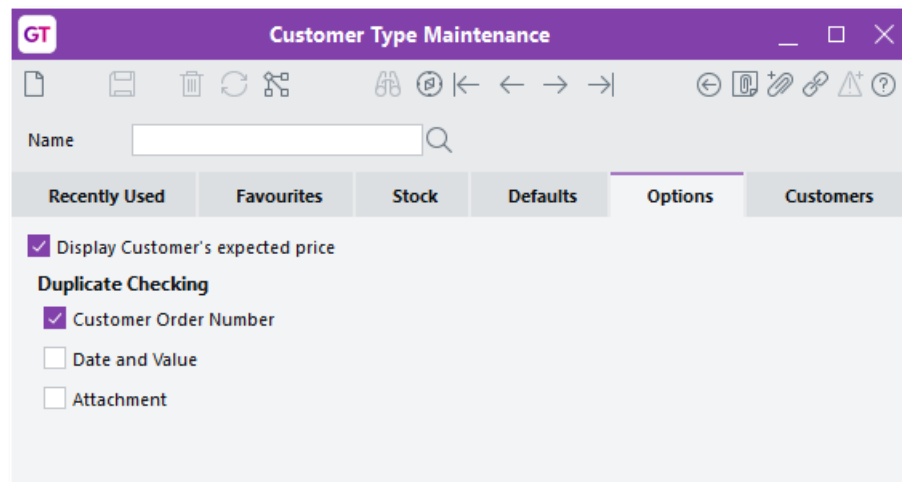 GT Customer Type Maintenance
Name
Recently Used Favourites Stock Defaults Options Customers
Display Customer's expected price
Duplicate Checking
Customer Order Number
Date and Value
Attachment